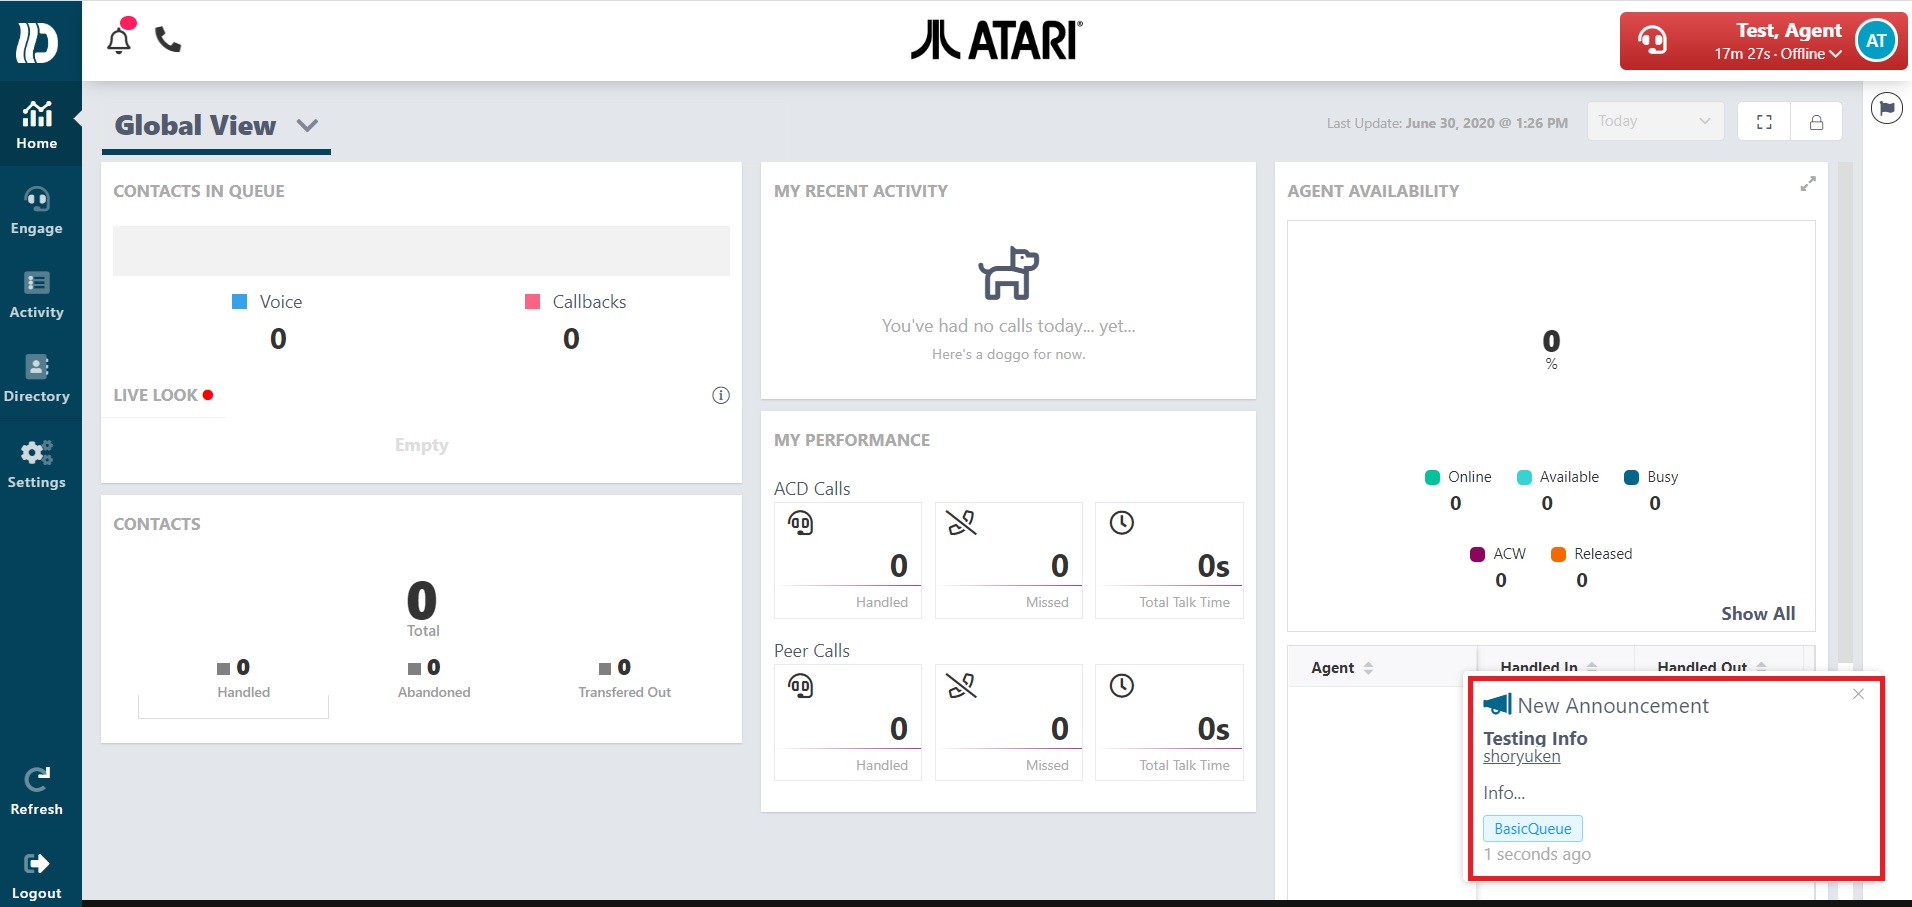 ATARI®
Test, Agent
17m 27s · Offline
AT
Home
Engage
Activity
Directory
Settings
Refresh
Logout
Global View
Last Update: June 30, 2020 @ 1:26 PM
Today
CONTACTS IN QUEUE
Voice
0
Callbacks
0
LIVE LOOK
Empty
CONTACTS
0
Total
0
Handled
0
Abandoned
0
Transfered Out
MY RECENT ACTIVITY
You've had no calls today... yet...
Here's a doggo for now.
MY PERFORMANCE
ACD Calls
0
Handled
0
Missed
0s
Total Talk Time
Peer Calls
0
Handled
0
Missed
0s
Total Talk Time
AGENT AVAILABILITY
0
%
Online
0
Available
0
Busy
0
ACW
0
Released
0
Show All
Agent
Handled In
Handled Out
New Announcement
Testing Info
shoryuken
Info...
BasicQueue
1 seconds ago